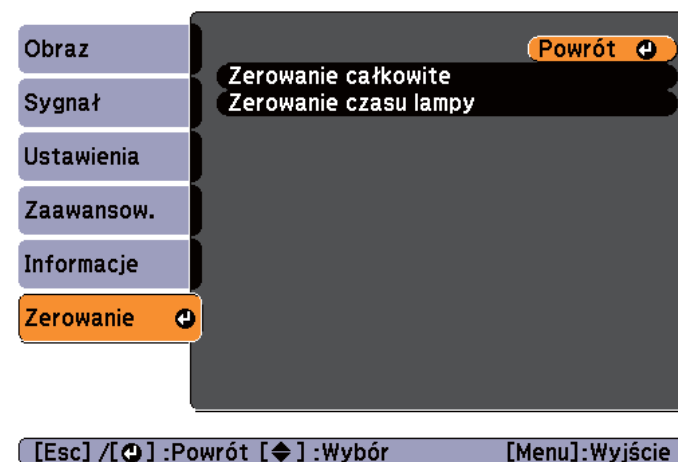 Obraz
Sygnał
Ustawienia
Zaawansow.
Informacje
Zerowanie
Powrót
Zerowanie całkowite
Zerowanie czasu lampy
[Esc] /[⏎] :Powrót [◆] :Wybór [Menu]:Wyjście